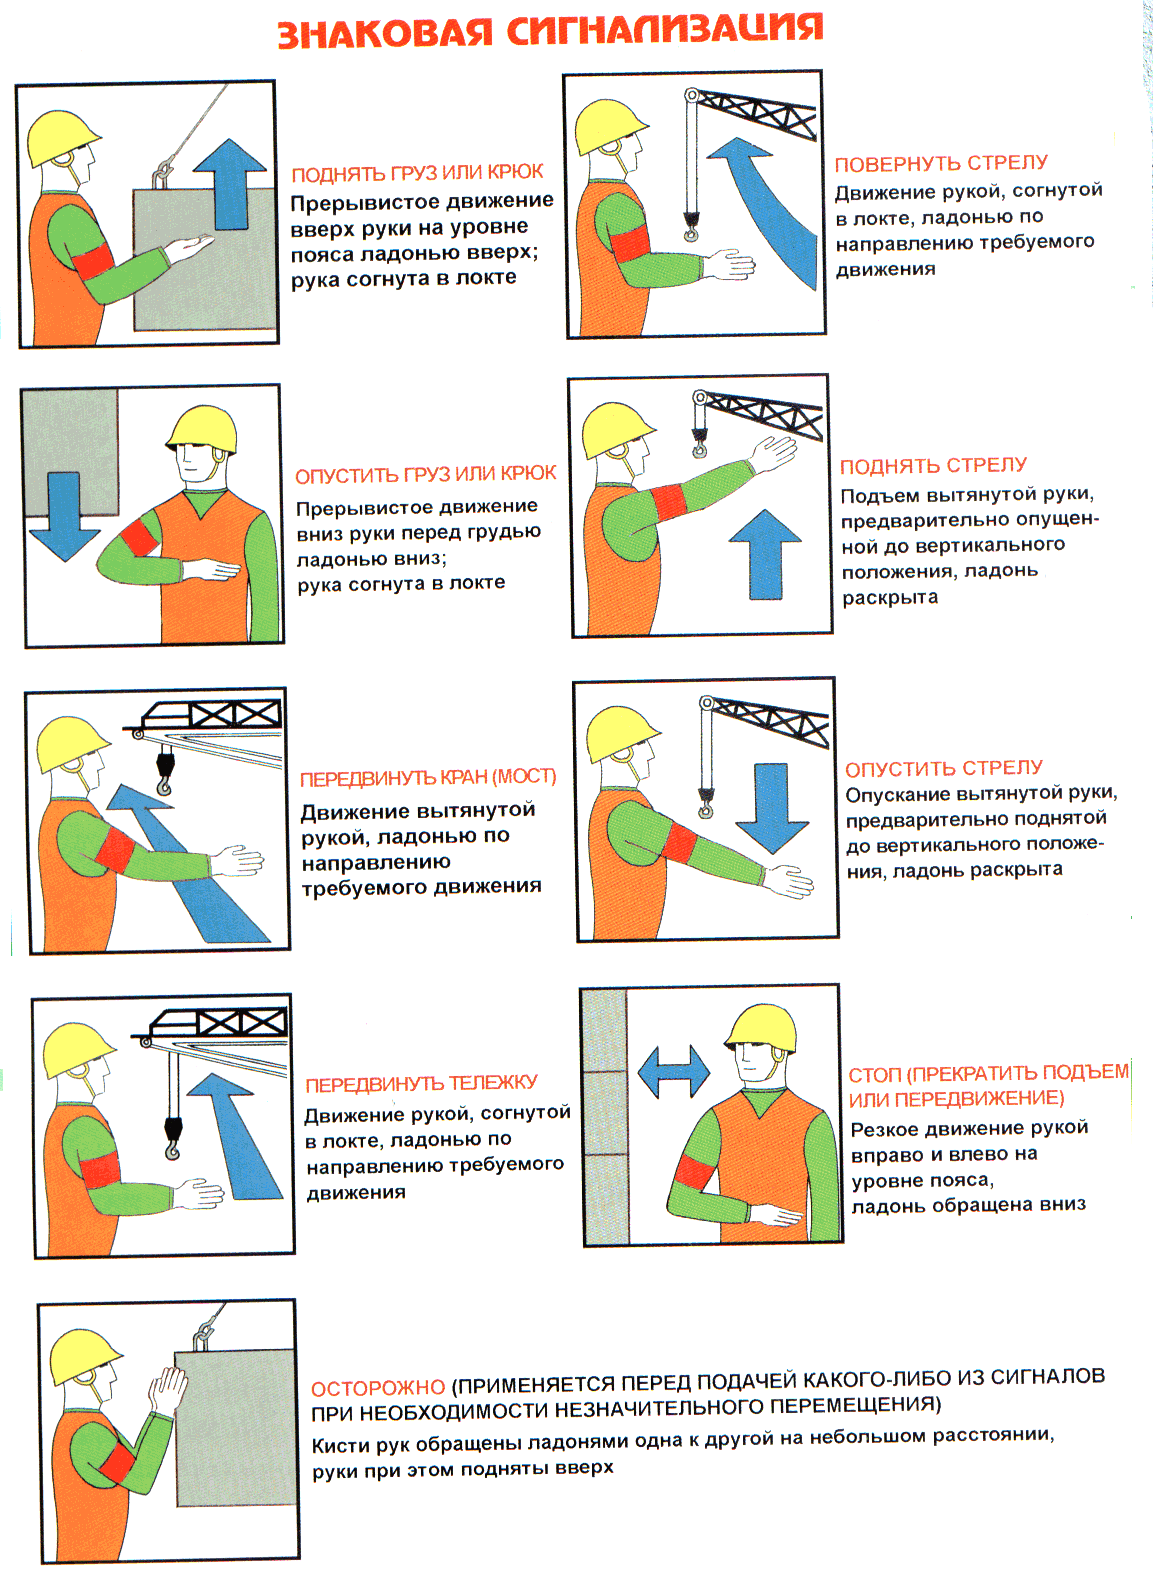 ЗНАКОВАЯ СИГНАЛИЗАЦИЯ
ПОДНЯТЬ ГРУЗ ИЛИ КРЮК
Прерывистое движение
вверх руки на уровне
пояса ладонью вверх;
рука согнута в локте
ПОВЕРНУТЬ СТРЕЛУ
Движение рукой, согнутой
в локте, ладонью по
направлению требуемого
движения
ОПУСТИТЬ ГРУЗ ИЛИ КРЮК
Прерывистое движение
вниз руки перед грудью
ладонью вниз;
рука согнута в локте
ПОДНЯТЬ СТРЕЛУ
Подъем вытянутой руки,
предварительно опущен-
ной до вертикального
положения, ладонь
раскрыта
ПЕРЕДВИНУТЬ КРАН (МОСТ)
Движение вытянутой
рукой, ладонью по
направлению
требуемого движения
ОПУСТИТЬ СТРЕЛУ
Опускание вытянутой руки,
предварительно поднятой
до вертикального положе-
ния, ладонь раскрыта
ПЕРЕДВИНУТЬ ТЕЛЕЖКУ
Движение рукой, согнутой
в локте, ладонью по
направлению требуемого
движения
СТОП (ПРЕКРАТИТЬ ПОДЪЕМ
ИЛИ ПЕРЕДВИЖЕНИЕ)
Резкое движение рукой
вправо и влево на
уровне пояса,
ладонь обращена вниз
ОСТОРОЖНО (ПРИМЕНЯЕТСЯ ПЕРЕД ПОДАЧЕЙ КАКОГО-ЛИБО ИЗ СИГНАЛОВ
ПРИ НЕОБХОДИМОСТИ НЕЗНАЧИТЕЛЬНОГО ПЕРЕМЕЩЕНИЯ)
Кисти рук обращены ладонями одна к другой на небольшом расстоянии,
руки при этом подняты вверх